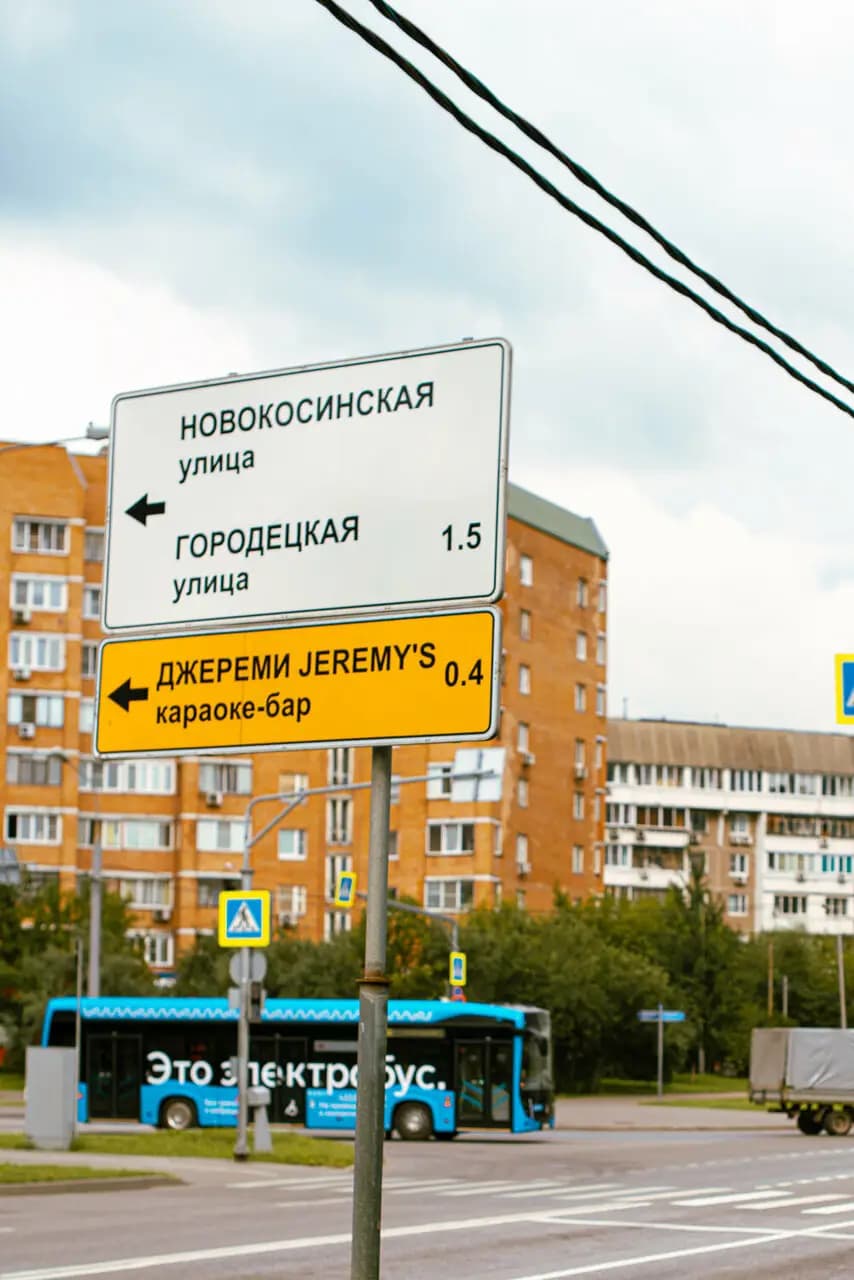 НОВОКОСИНСКАЯ
улица
ГОРОДЕЦКАЯ 1.5
улица
ДЖЕРЕМИ JEREMY'S 0.4
караоке-бар
Это электробус.